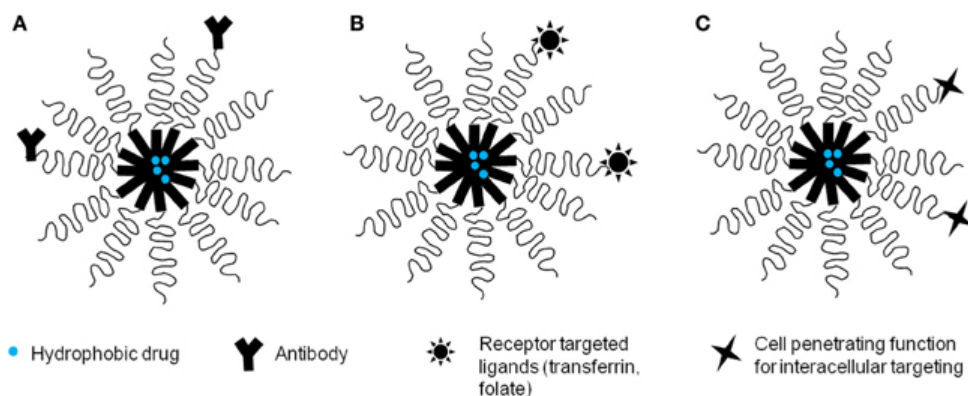 A
B
C
Hydrophobic drug
Antibody
Receptor targeted
ligands (transferrin,
folate)
Cell penetrating function
for interacellular targeting